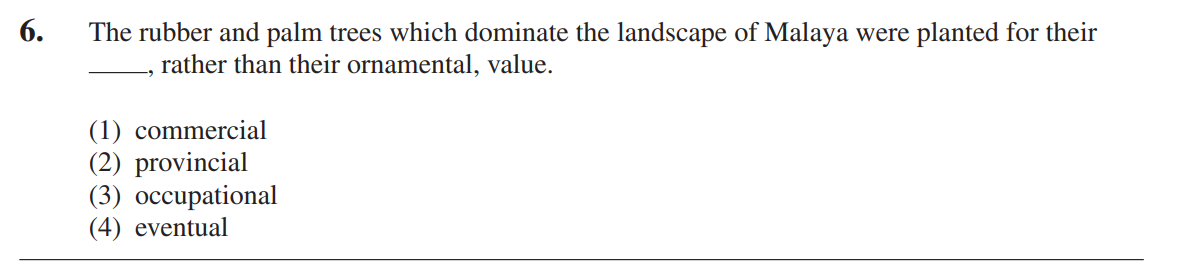 6. The rubber and palm trees which dominate the landscape of Malaya were planted for their
____, rather than their ornamental, value.
(1) commercial
(2) provincial
(3) occupational
(4) eventual